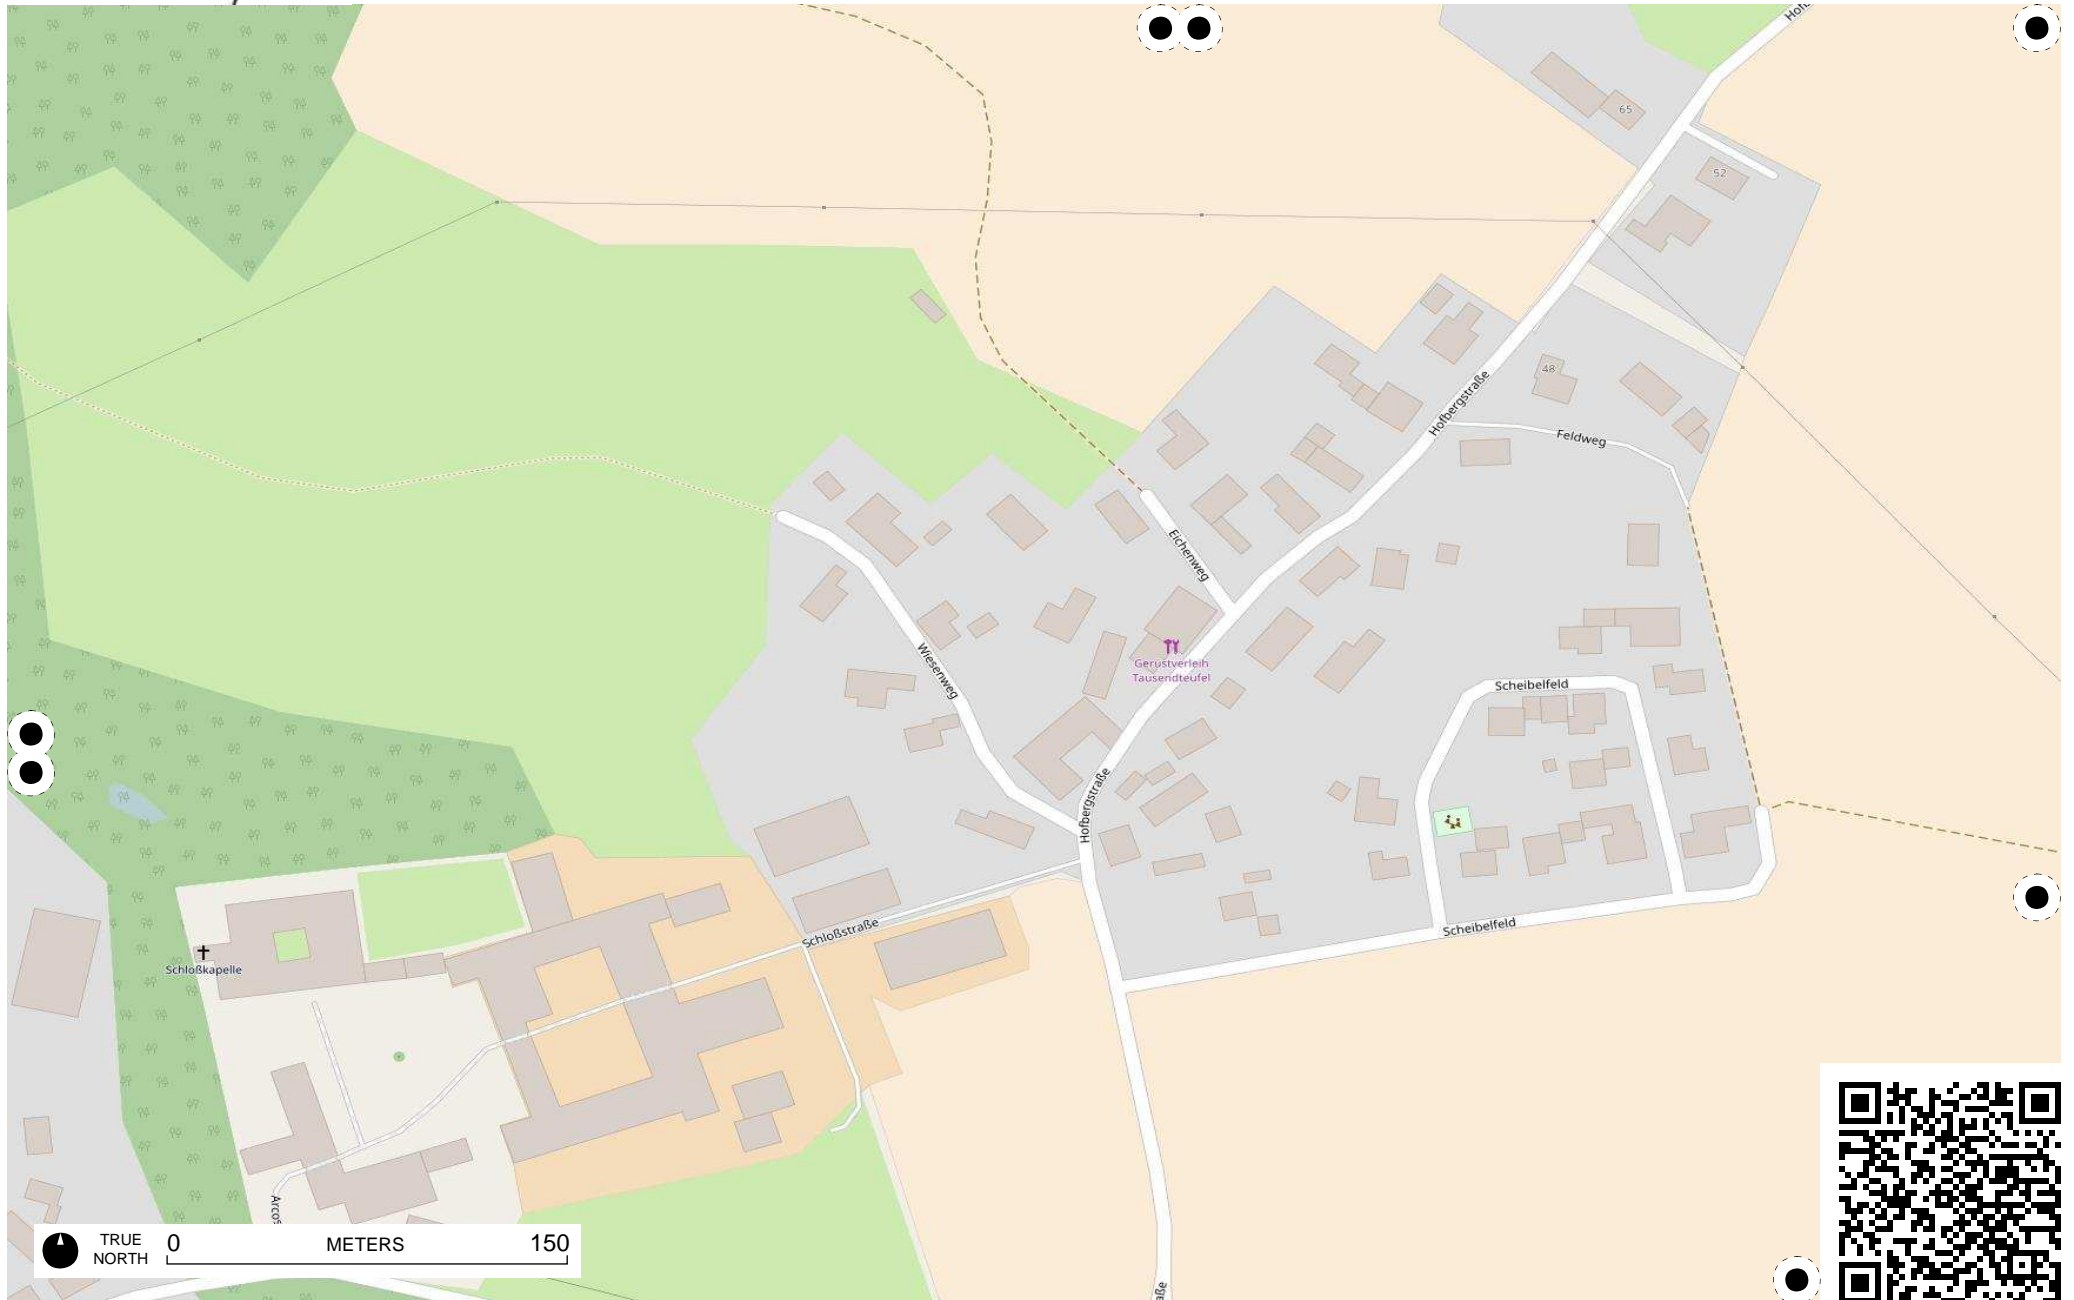 65
52
48
Hofbergstraße
Feldweg
Eichenweg
Gerüstverleih
Tausendteufel
Wiesenweg
Scheibelfeld
Hofbergstraße
Schloßstraße
Scheibelfeld
Schloßkapelle
TRUE
NORTH
0
METERS
150